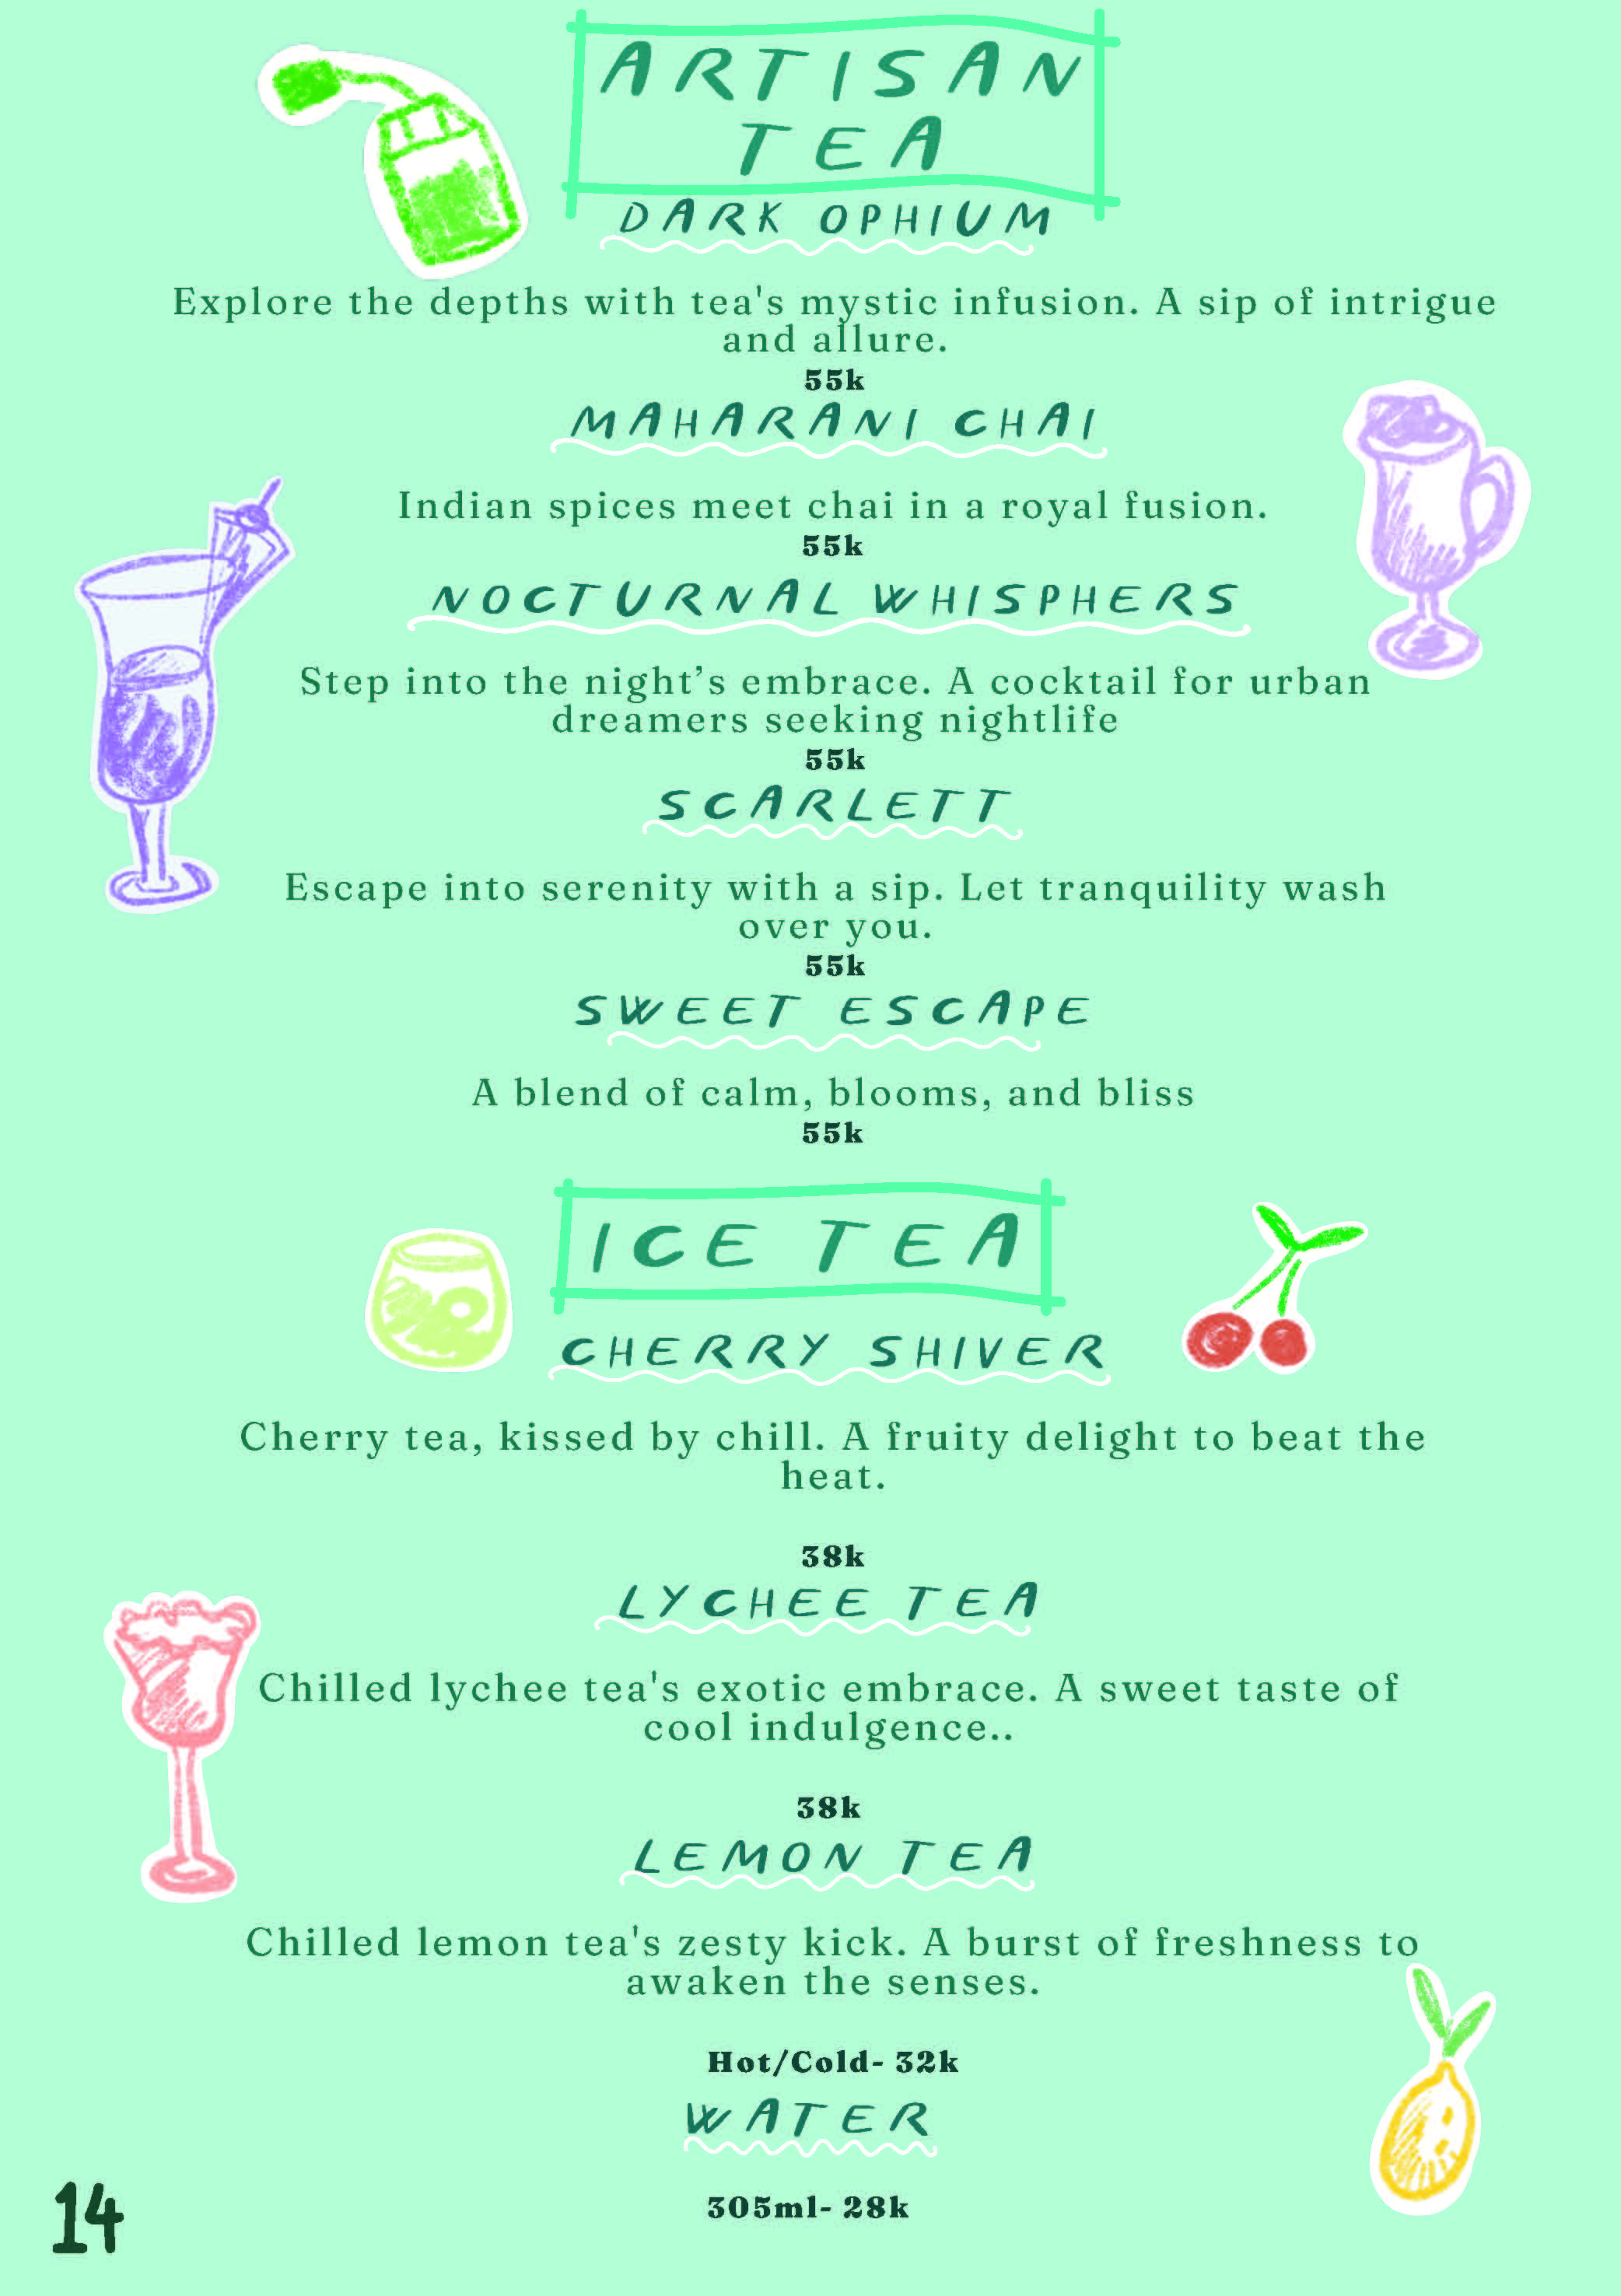 ARTISAN
TEA
DARK OPHIUM
Explore the depths with tea's mystic infusion. A sip of intrigue
and allure.
55k
MAHARANI CHAI
Indian spices meet chai in a royal fusion.
55k
NOCTURNAL WHISPHERS
Step into the night’s embrace. A cocktail for urban
dreamers seeking nightlife
55k
SCARLETT
Escape into serenity with a sip. Let tranquility wash
over you.
55k
SWEET ESCAPE
A blend of calm, blooms, and bliss
55k
ICE TEA
CHERRY SHIVER
Cherry tea, kissed by chill. A fruity delight to beat the
heat.
38k
LYCHEE TEA
Chilled lychee tea's exotic embrace. A sweet taste of
cool indulgence..
38k
LEMON TEA
Chilled lemon tea's zesty kick. A burst of freshness to
awaken the senses.
Hot/Cold- 32k
WATER
305ml- 28k
14